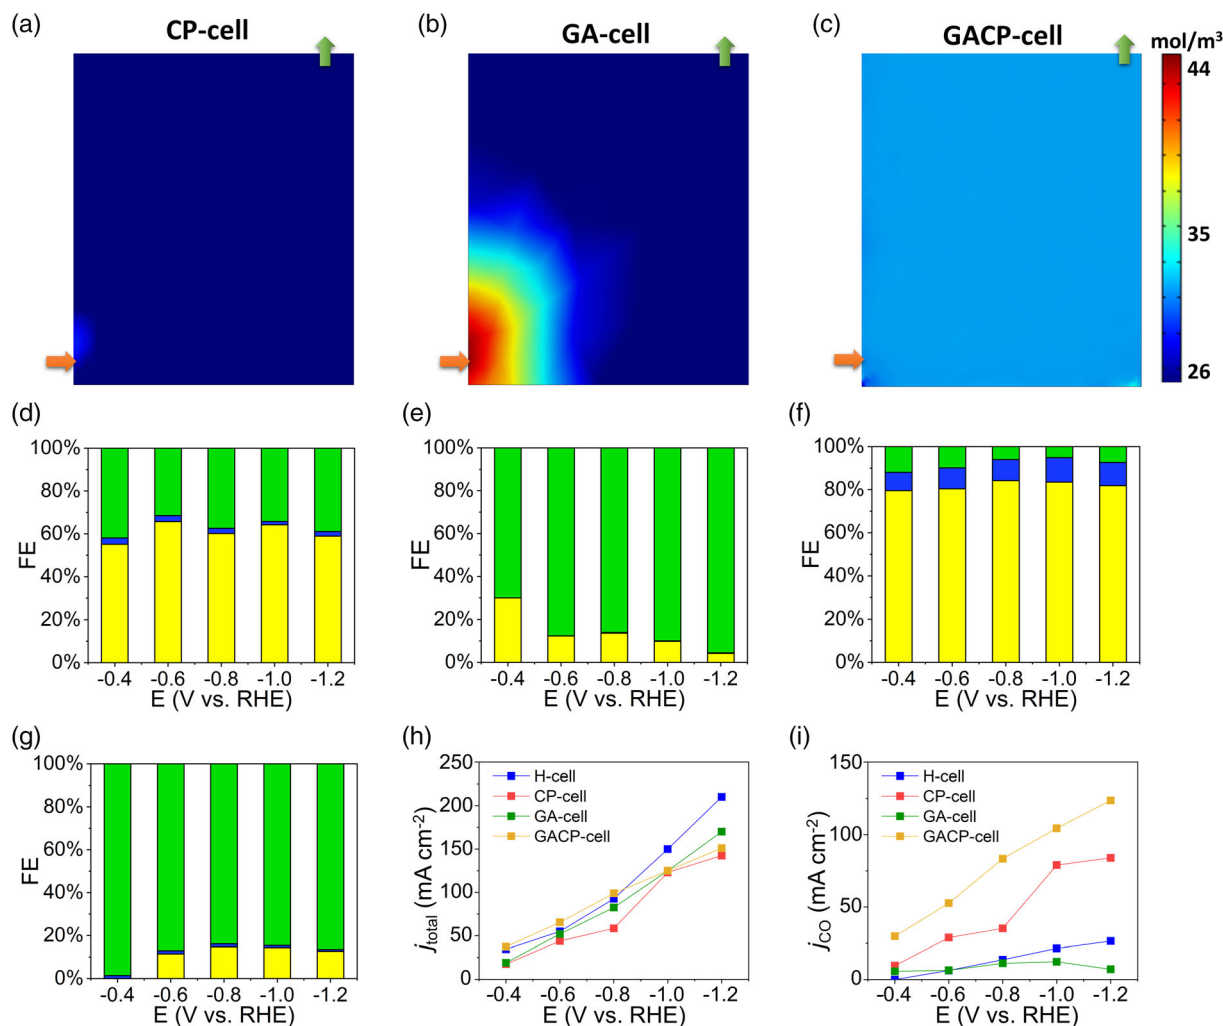 (a)
CP-cell
(b)
GA-cell
(c)
GACP-cell
mol/m³
44
35
26
(d)
100%
80%
60%
40%
20%
0%
FE
-0.4 -0.6 -0.8 -1.0 -1.2
E (V vs. RHE)
(e)
100%
80%
60%
40%
20%
0%
FE
-0.4 -0.6 -0.8 -1.0 -1.2
E (V vs. RHE)
(f)
100%
80%
60%
40%
20%
0%
FE
-0.4 -0.6 -0.8 -1.0 -1.2
E (V vs. RHE)
(g)
100%
80%
60%
40%
20%
0%
FE
-0.4 -0.6 -0.8 -1.0 -1.2
E (V vs. RHE)
(h)
250
200
150
100
50
0
j_total (mA cm⁻²)
H-cell
CP-cell
GA-cell
GACP-cell
-0.4 -0.6 -0.8 -1.0 -1.2
E (V vs. RHE)
(i)
150
100
50
0
j_CO (mA cm⁻²)
H-cell
CP-cell
GA-cell
GACP-cell
-0.4 -0.6 -0.8 -1.0 -1.2
E (V vs. RHE)